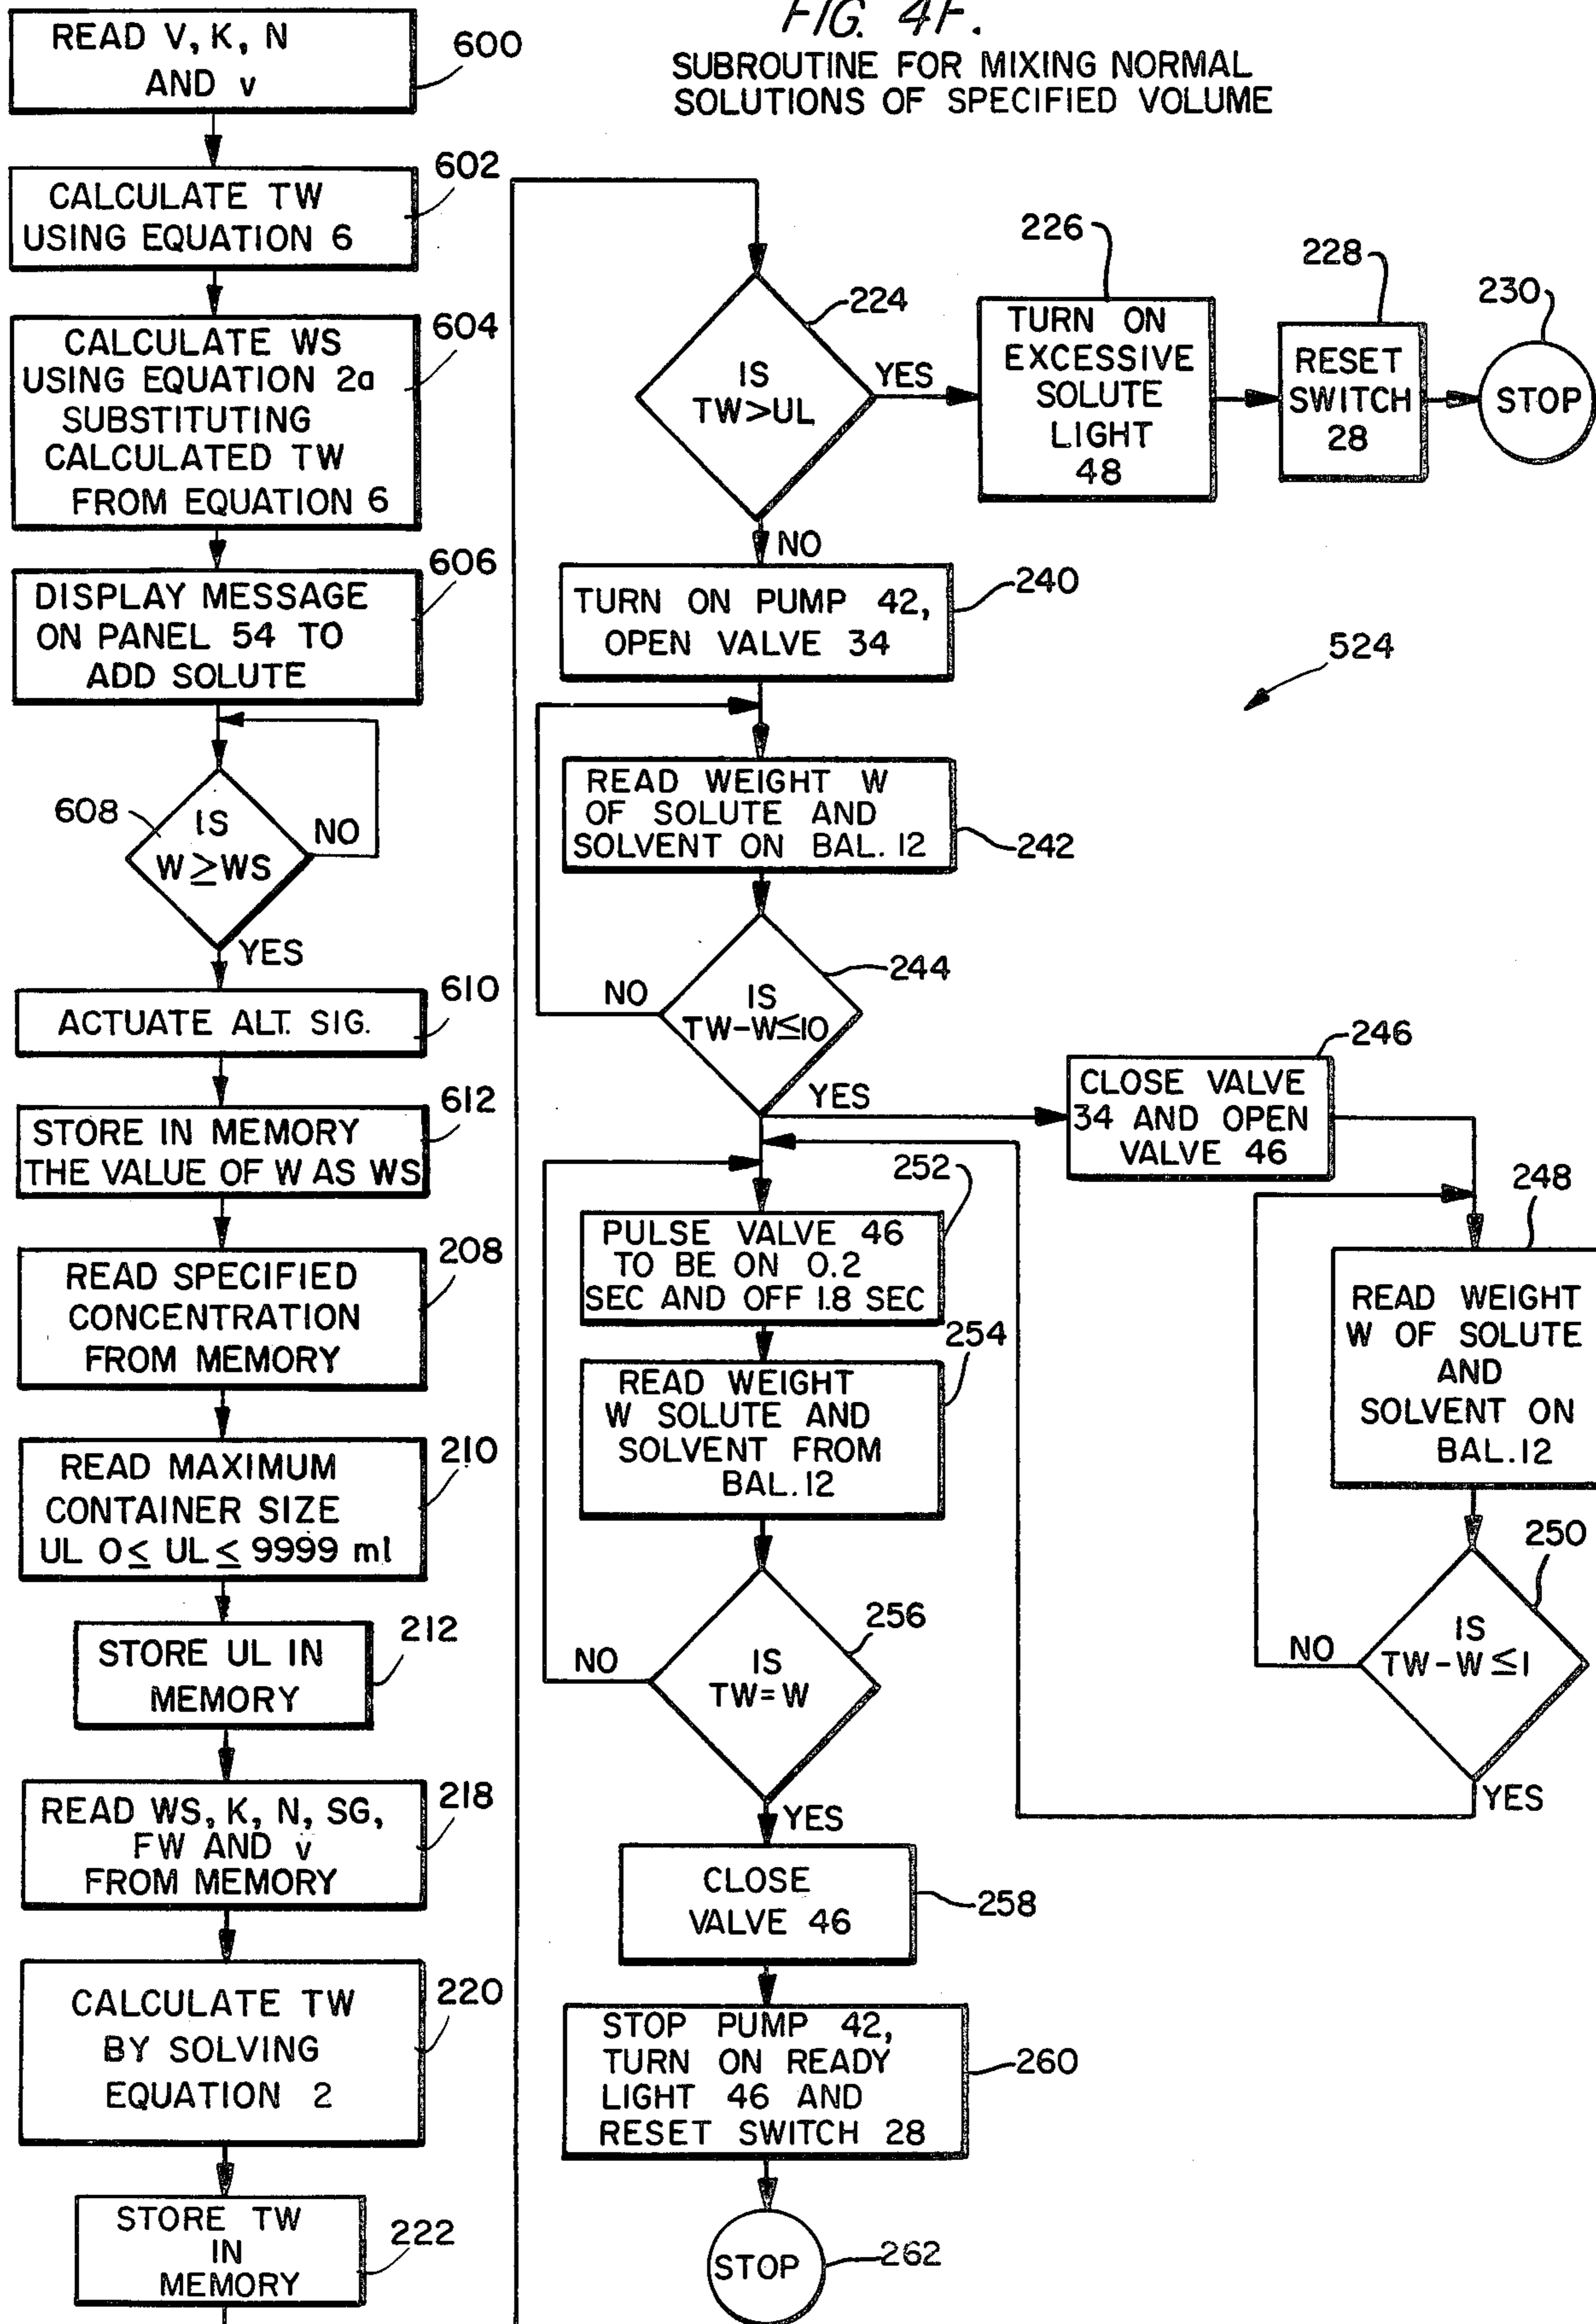 FIG. 4F.
SUBROUTINE FOR MIXING NORMAL
SOLUTIONS OF SPECIFIED VOLUME
READ V, K, N
AND v
600
CALCULATE TW
USING EQUATION 6
602
CALCULATE WS
USING EQUATION 2a
SUBSTITUTING
CALCULATED TW
FROM EQUATION 6
604
DISPLAY MESSAGE
ON PANEL 54 TO
ADD SOLUTE
606
608
IS
W≥WS
NO
YES
ACTUATE ALT. SIG.
610
STORE IN MEMORY
THE VALUE OF W AS WS
612
READ SPECIFIED
CONCENTRATION
FROM MEMORY
208
READ MAXIMUM
CONTAINER SIZE
UL 0≤ UL≤ 9999 ml
210
STORE UL IN
MEMORY
212
READ WS, K, N, SG,
FW AND v
FROM MEMORY
218
CALCULATE TW
BY SOLVING
EQUATION 2
220
STORE TW
IN
MEMORY
222
IS
TW>UL
224
YES
NO
TURN ON
EXCESSIVE
SOLUTE
LIGHT
48
226
RESET
SWITCH
28
228
STOP
230
TURN ON PUMP 42,
OPEN VALVE 34
240
524
READ WEIGHT W
OF SOLUTE AND
SOLVENT ON BAL. 12
242
IS
TW-W≤10
244
NO
YES
CLOSE VALVE
34 AND OPEN
VALVE 46
246
READ WEIGHT
W OF SOLUTE
AND
SOLVENT ON
BAL. 12
248
IS
TW-W≤1
250
NO
YES
PULSE VALVE 46
TO BE ON 0.2
SEC AND OFF 1.8 SEC
252
READ WEIGHT
W SOLUTE AND
SOLVENT FROM
BAL. 12
254
IS
TW=W
256
NO
YES
CLOSE
VALVE 46
258
STOP PUMP 42,
TURN ON READY
LIGHT 46 AND
RESET SWITCH 28
260
STOP
262